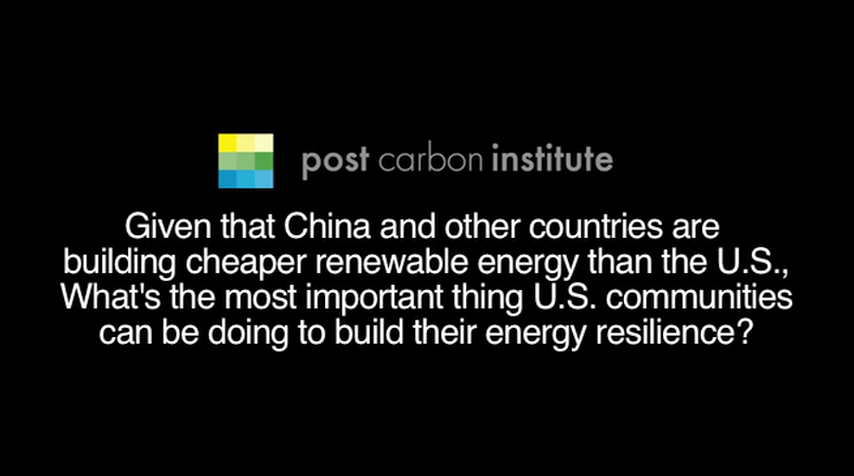 post carbon institute
Given that China and other countries are
building cheaper renewable energy than the U.S.,
What's the most important thing U.S. communities
can be doing to build their energy resilience?